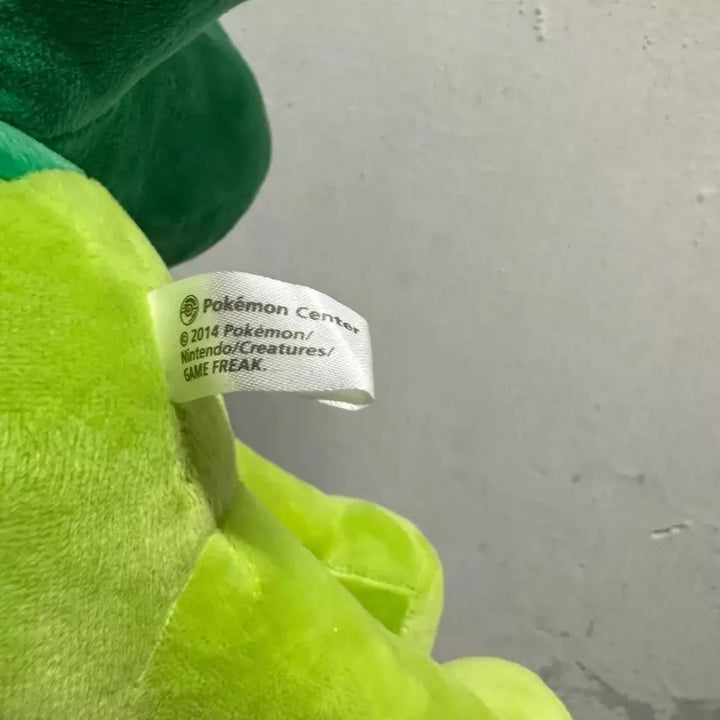 Pokémon Center
© 2014 Pokémon/
Nintendo/Creatures/
GAME FREAK.